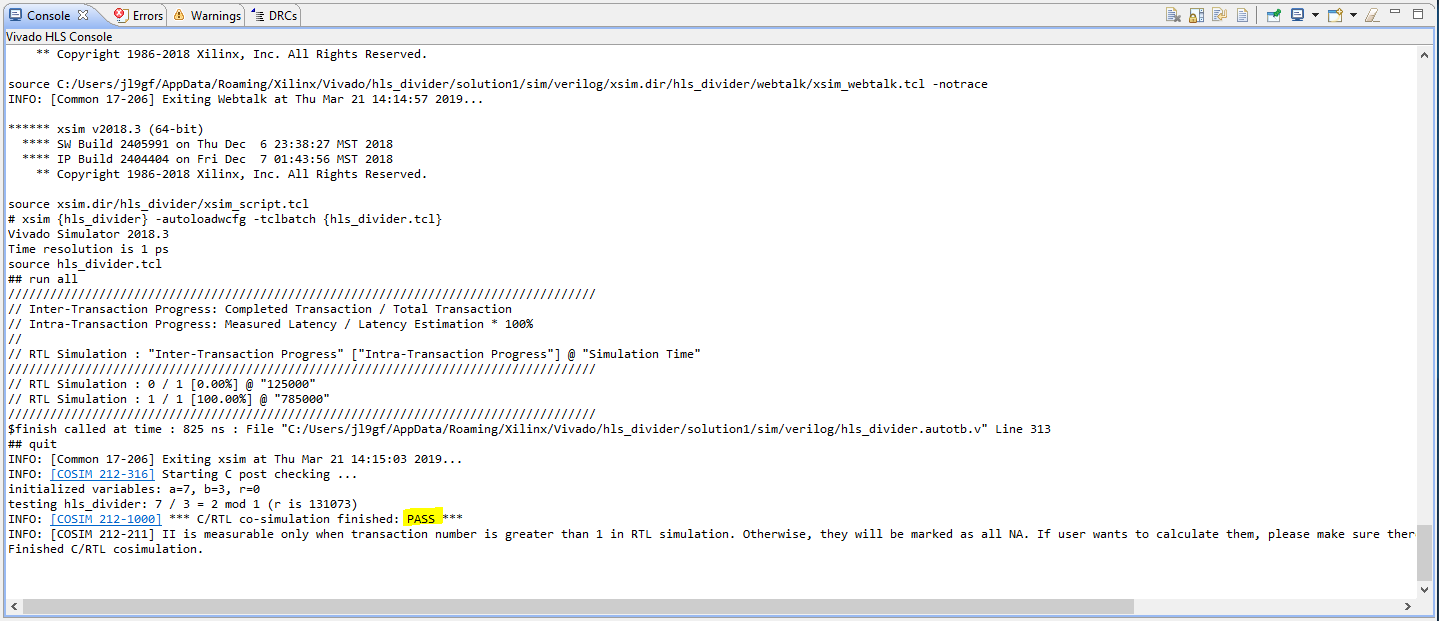 Console Errors Warnings DRCs
Vivado HLS Console
** Copyright 1986-2018 Xilinx, Inc. All Rights Reserved.
source C:/Users/jl9gf/AppData/Roaming/Xilinx/Vivado/hls_divider/solution1/sim/verilog/xsim.dir/hls_divider/webtalk/xsim_webtalk.tcl -notrace
INFO: [Common 17-206] Exiting Webtalk at Thu Mar 21 14:14:57 2019...
****** xsim v2018.3 (64-bit)
**** SW Build 2405991 on Thu Dec  6 23:38:27 MST 2018
**** IP Build 2404404 on Fri Dec  7 01:43:56 MST 2018
** Copyright 1986-2018 Xilinx, Inc. All Rights Reserved.
source xsim.dir/hls_divider/xsim_script.tcl
# xsim {hls_divider} -autoloadwcfg -tclbatch {hls_divider.tcl}
Vivado Simulator 2018.3
Time resolution is 1 ps
source hls_divider.tcl
## run all
////////////////////////////////////////////////////////////////////////////////////
// Inter-Transaction Progress: Completed Transaction / Total Transaction
// Intra-Transaction Progress: Measured Latency / Latency Estimation * 100%
//
// RTL Simulation : "Inter-Transaction Progress" ["Intra-Transaction Progress"] @ "Simulation Time"
////////////////////////////////////////////////////////////////////////////////////
// RTL Simulation : 0 / 1 [0.00%] @ "125000"
// RTL Simulation : 1 / 1 [100.00%] @ "785000"
////////////////////////////////////////////////////////////////////////////////////
$finish called at time : 825 ns : File "C:/Users/jl9gf/AppData/Roaming/Xilinx/Vivado/hls_divider/solution1/sim/verilog/hls_divider.autotb.v" Line 313
## quit
INFO: [Common 17-206] Exiting xsim at Thu Mar 21 14:15:03 2019...
INFO: [COSIM 212-316] Starting C post checking ...
initialized variables: a=7, b=3, r=0
testing hls_divider: 7 / 3 = 2 mod 1 (r is 131073)
INFO: [COSIM 212-1000] *** C/RTL co-simulation finished: PASS ***
INFO: [COSIM 212-211] II is measurable only when transaction number is greater than 1 in RTL simulation. Otherwise, they will be marked as all NA. If user wants to calculate them, please make sure ther
Finished C/RTL cosimulation.